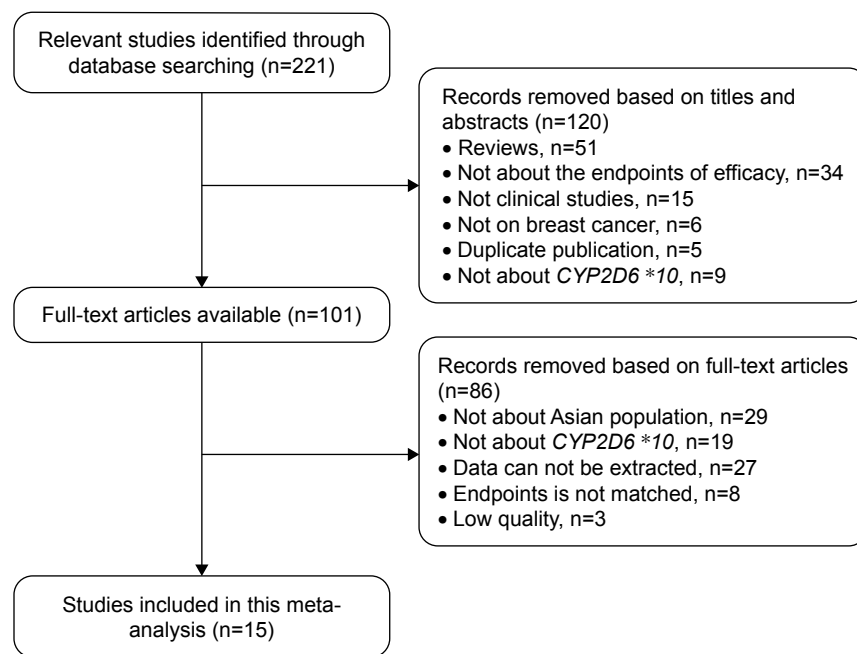 Relevant studies identified through
database searching (n=221)
Records removed based on titles and
abstracts (n=120)
• Reviews, n=51
• Not about the endpoints of efficacy, n=34
• Not clinical studies, n=15
• Not on breast cancer, n=6
• Duplicate publication, n=5
• Not about CYP2D6 *10, n=9
Full-text articles available (n=101)
Records removed based on full-text articles
(n=86)
• Not about Asian population, n=29
• Not about CYP2D6 *10, n=19
• Data can not be extracted, n=27
• Endpoints is not matched, n=8
• Low quality, n=3
Studies included in this meta-
analysis (n=15)